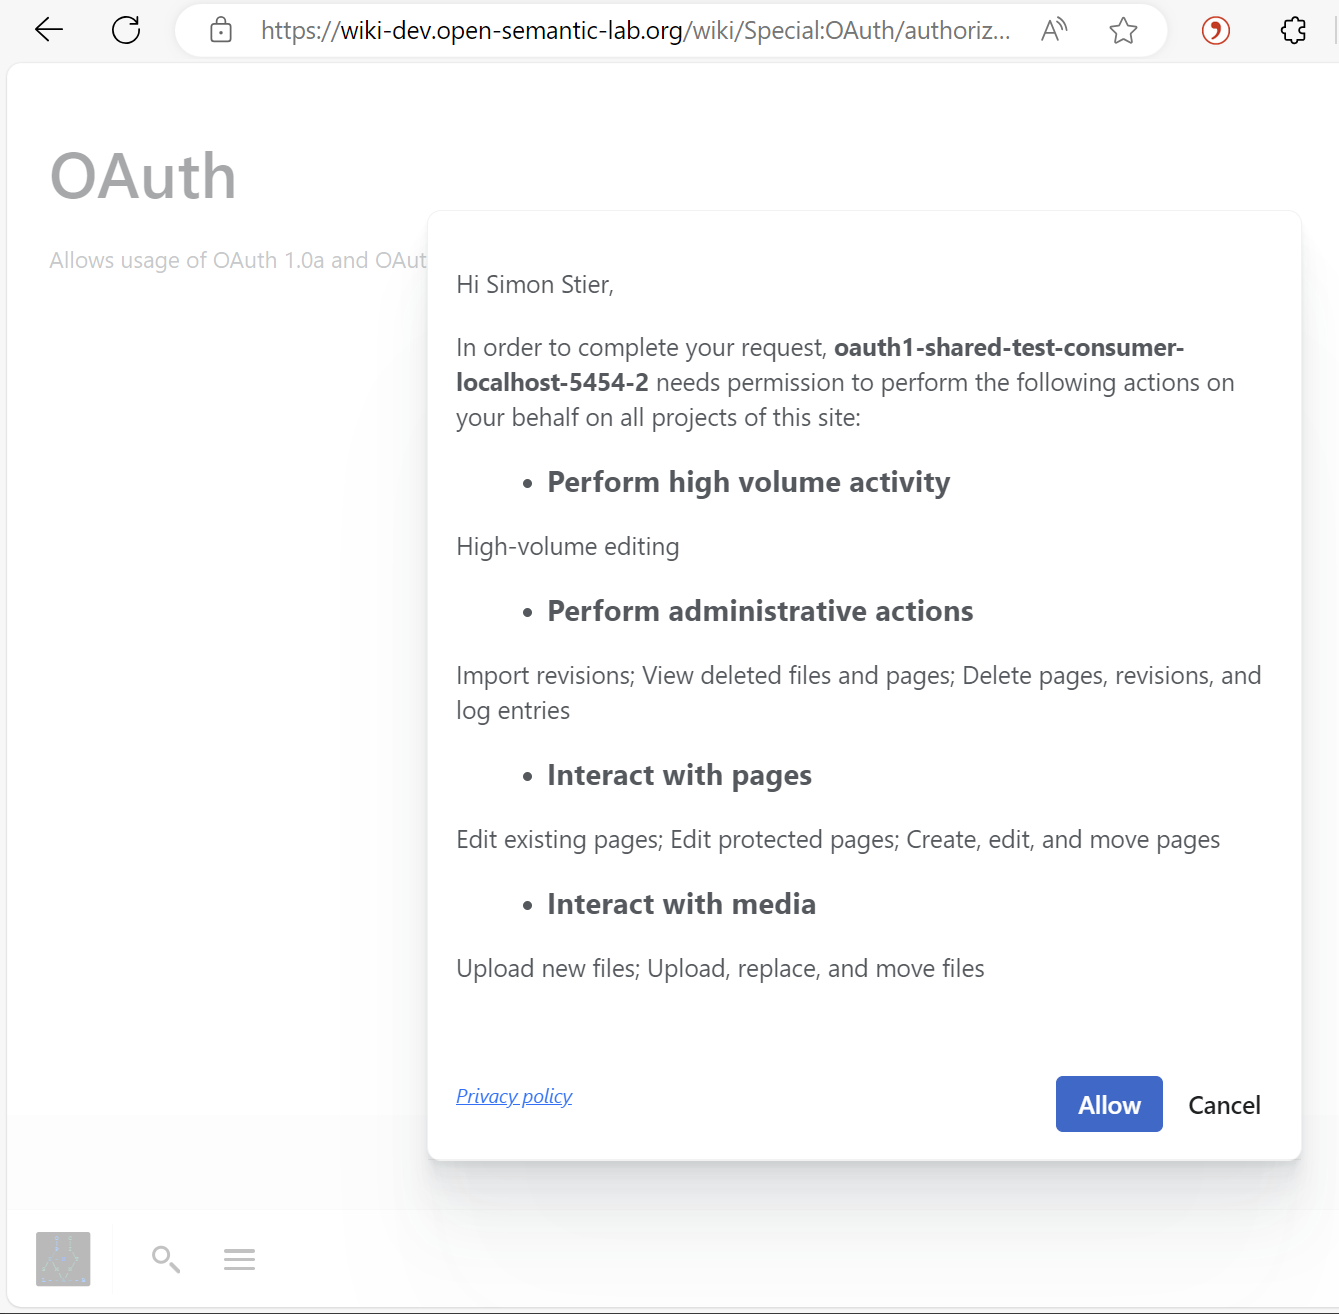 https://wiki-dev.open-semantic-lab.org/wiki/Special:OAuth/authoriz...
OAuth
Allows usage of OAuth 1.0a and OAut
Hi Simon Stier,
In order to complete your request, oauth1-shared-test-consumer-
localhost-5454-2 needs permission to perform the following actions on
your behalf on all projects of this site:
• Perform high volume activity
High-volume editing
• Perform administrative actions
Import revisions; View deleted files and pages; Delete pages, revisions, and
log entries
• Interact with pages
Edit existing pages; Edit protected pages; Create, edit, and move pages
• Interact with media
Upload new files; Upload, replace, and move files
Privacy policy
Allow
Cancel